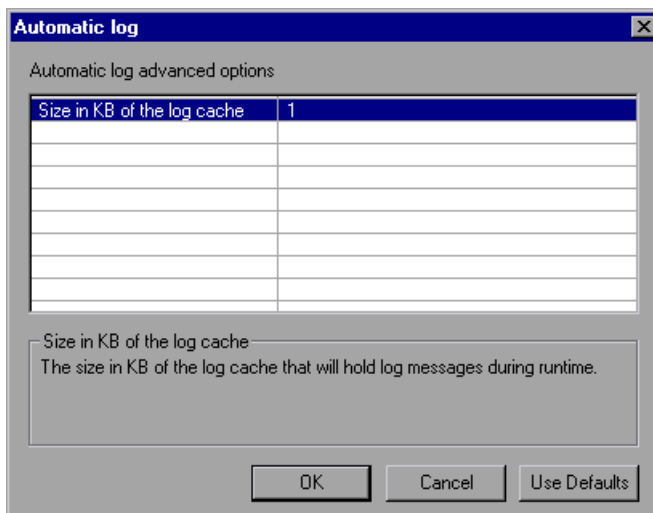 Automatic log
Automatic log advanced options
Size in KB of the log cache 1
Size in KB of the log cache
The size in KB of the log cache that will hold log messages during runtime.
OK Cancel Use Defaults